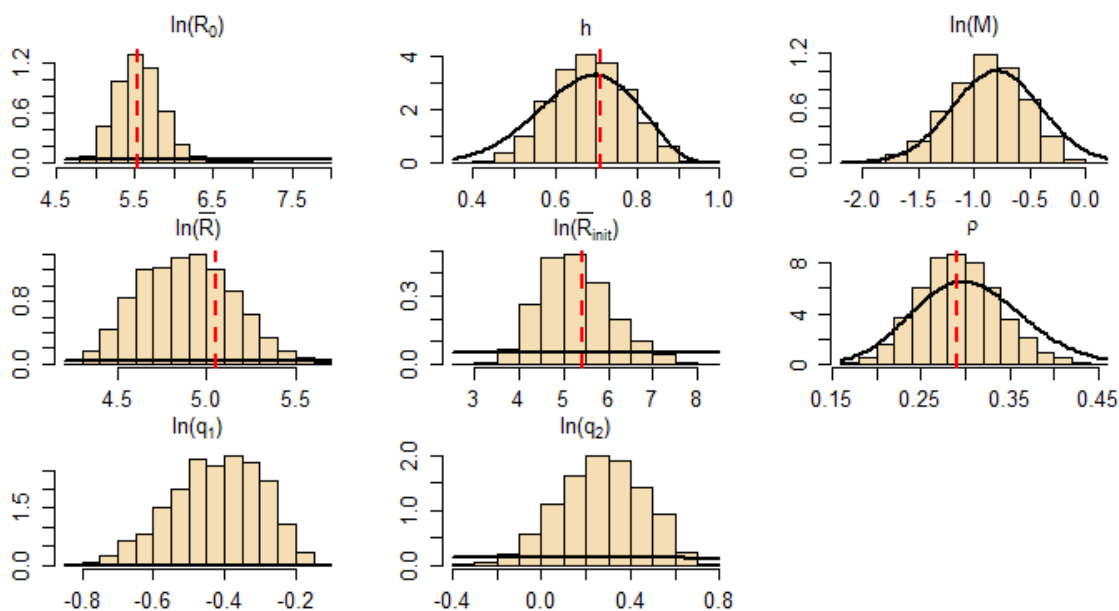 ln(R₀) h ln(M)
0.0 0.6 1.2 0 2 4 0.0 0.6 1.2
4.5 5.5 6.5 7.5 0.4 0.6 0.8 1.0 -2.0 -1.0 -0.5 0.0
ln(R̅) ln(R̅init) ρ
0.0 0.8 0.0 0.3 0 4 8
4.5 5.0 5.5 3 4 5 6 7 8 0.15 0.25 0.35 0.45
ln(q₁) ln(q₂)
0.0 1.5 0.0 1.0 2.0
-0.8 -0.6 -0.4 -0.2 -0.4 0.0 0.4 0.8